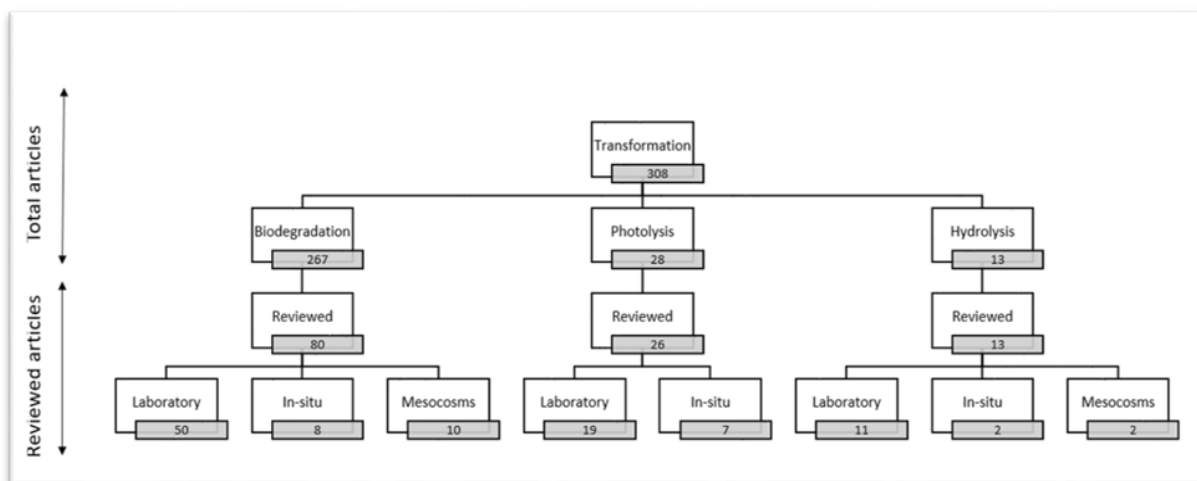 Total articles
Reviewed articles
Transformation
308
Biodegradation
267
Photolysis
28
Hydrolysis
13
Reviewed
80
Reviewed
26
Reviewed
13
Laboratory
50
In-situ
8
Mesocosms
10
Laboratory
19
In-situ
7
Laboratory
11
In-situ
2
Mesocosms
2